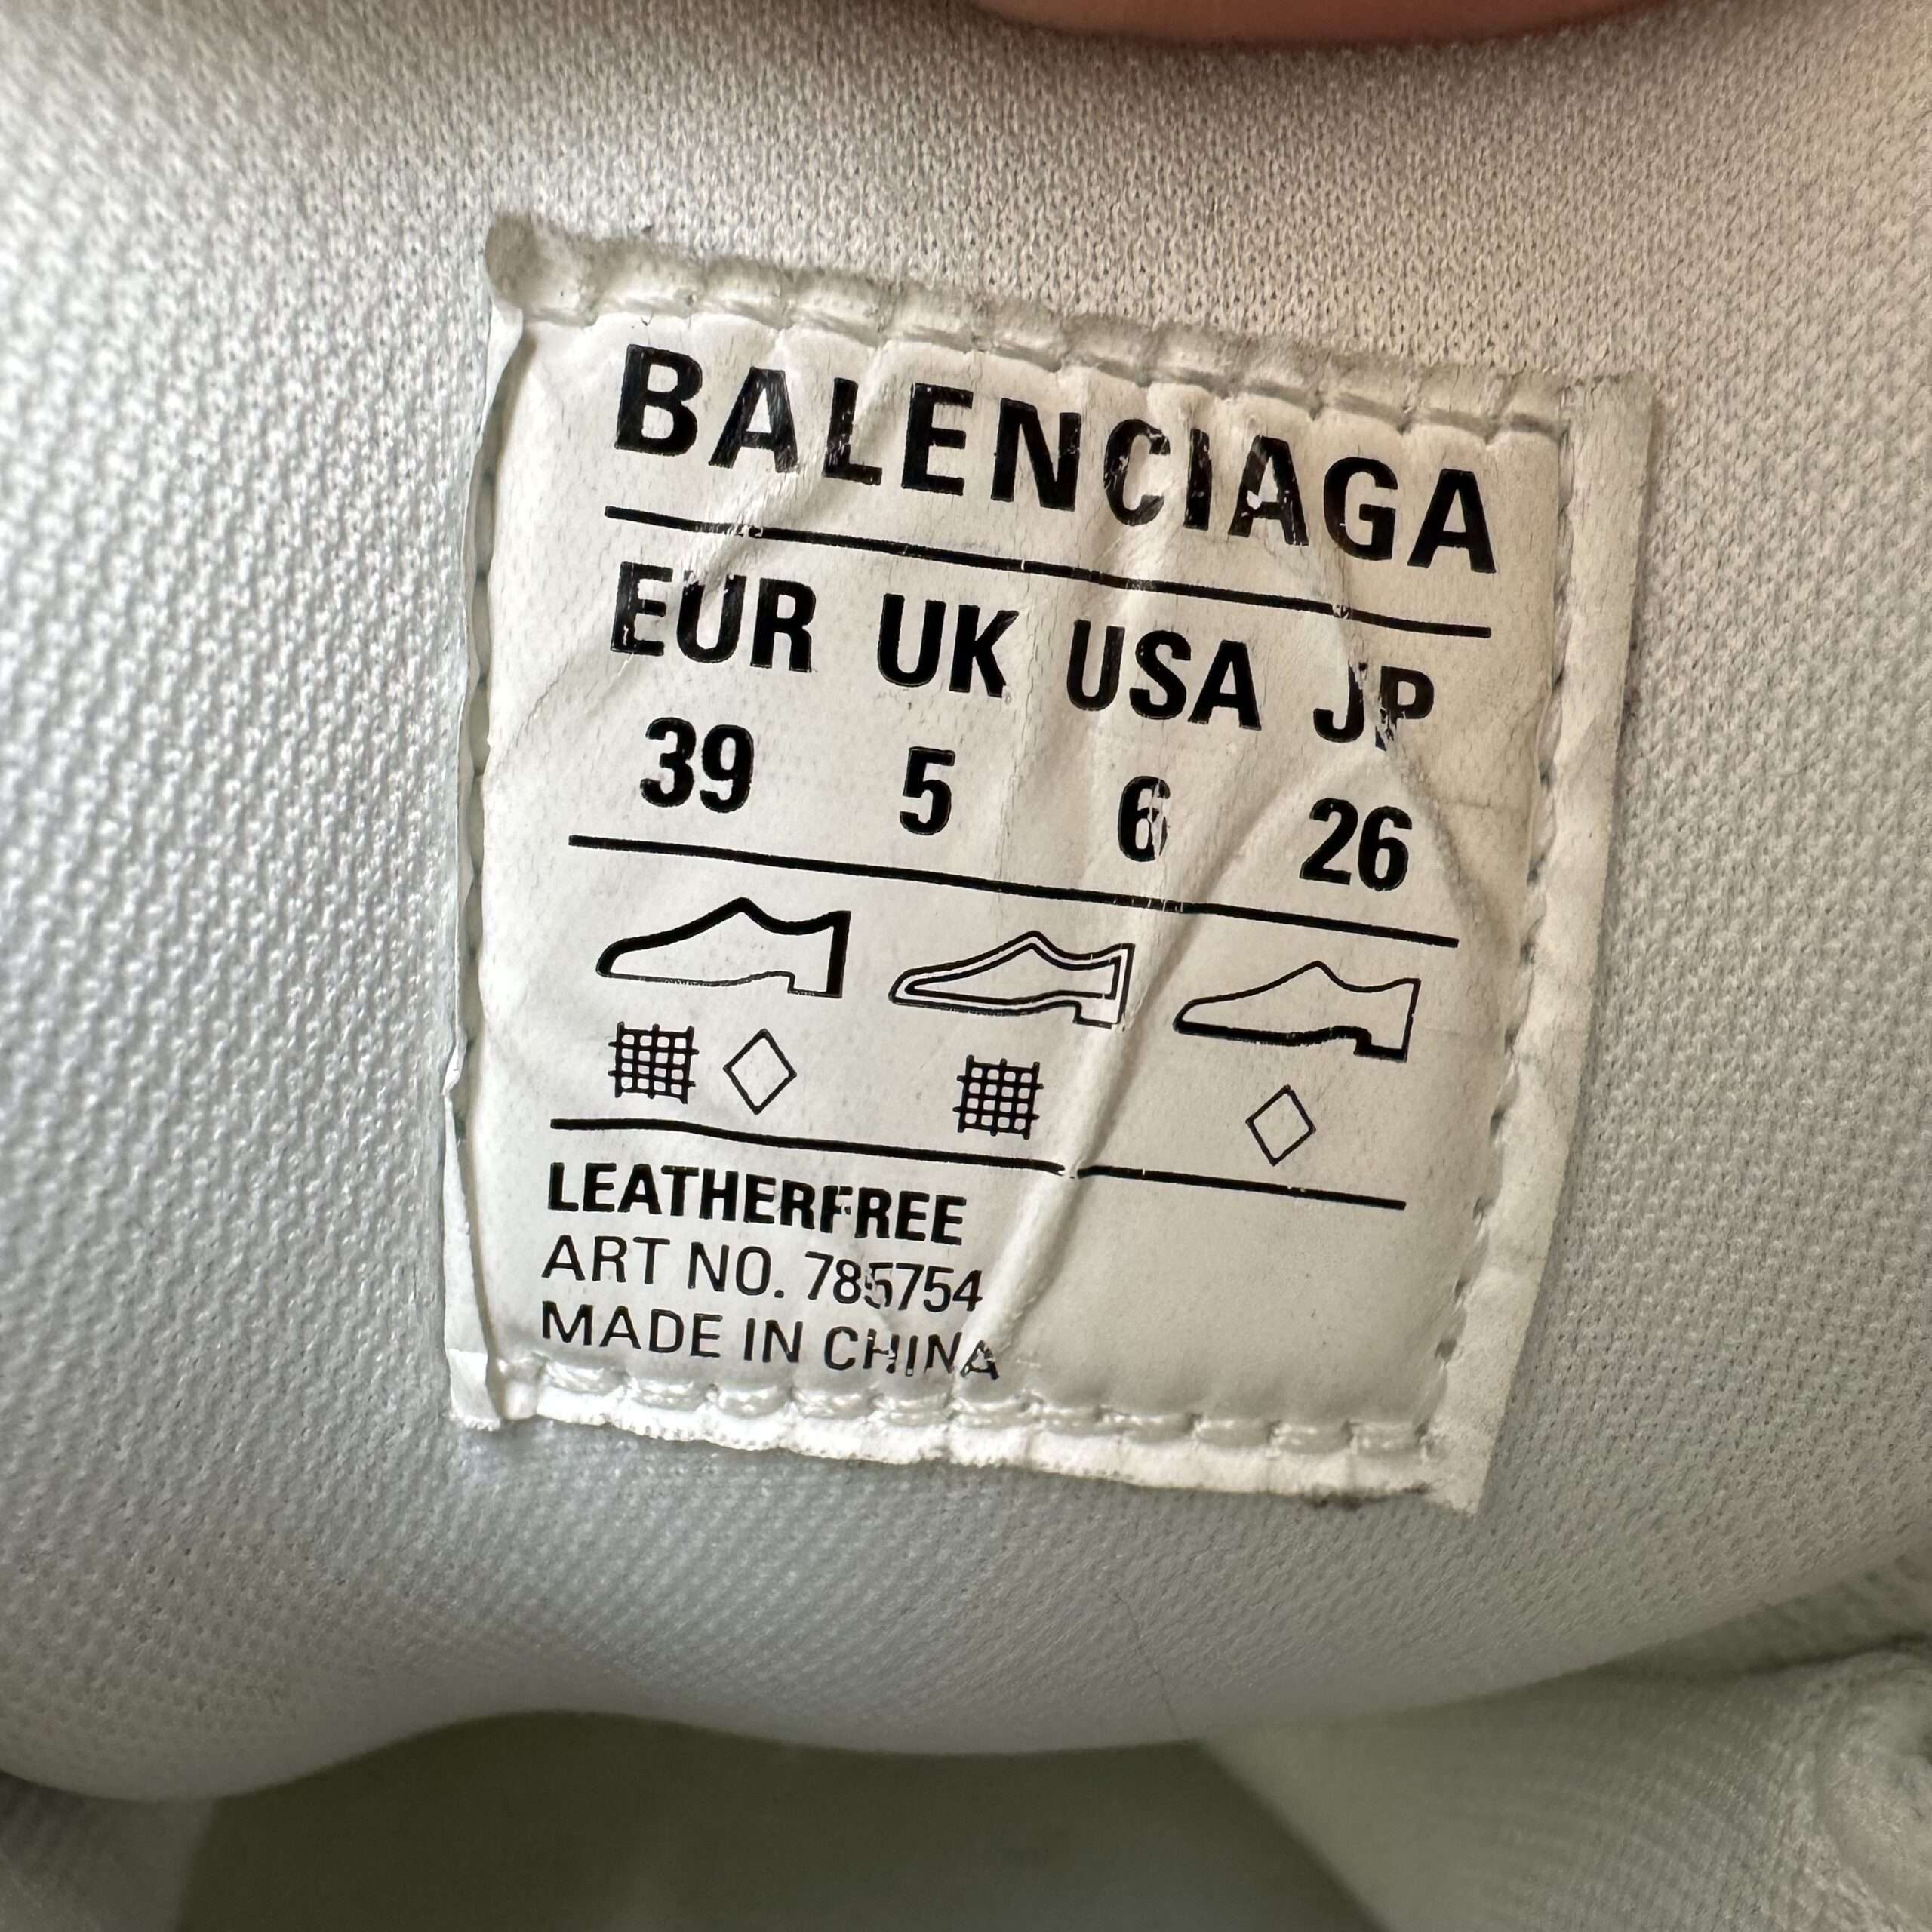 BALENCIAGA
EUR UK USA JP
39 5 6 26
LEATHERFREE
ART NO. 785754
MADE IN CHINA